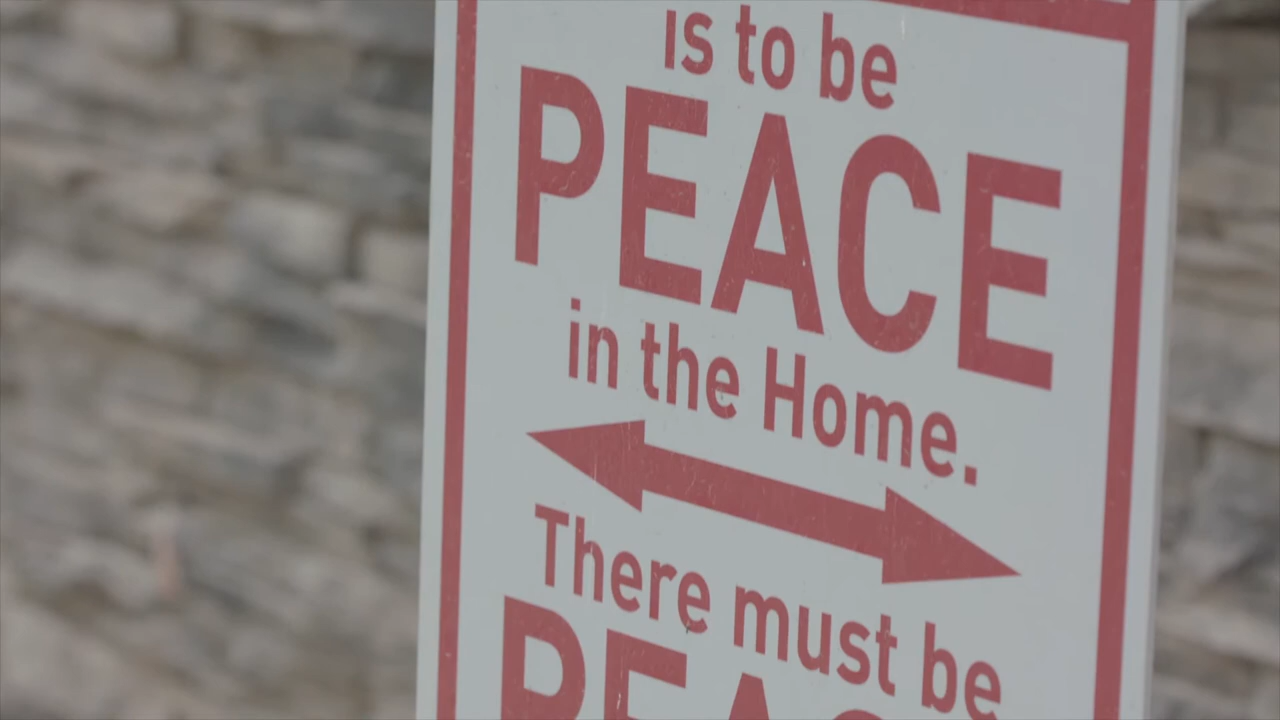 is to be
PEACE
in the Home.
There must be
PEAC